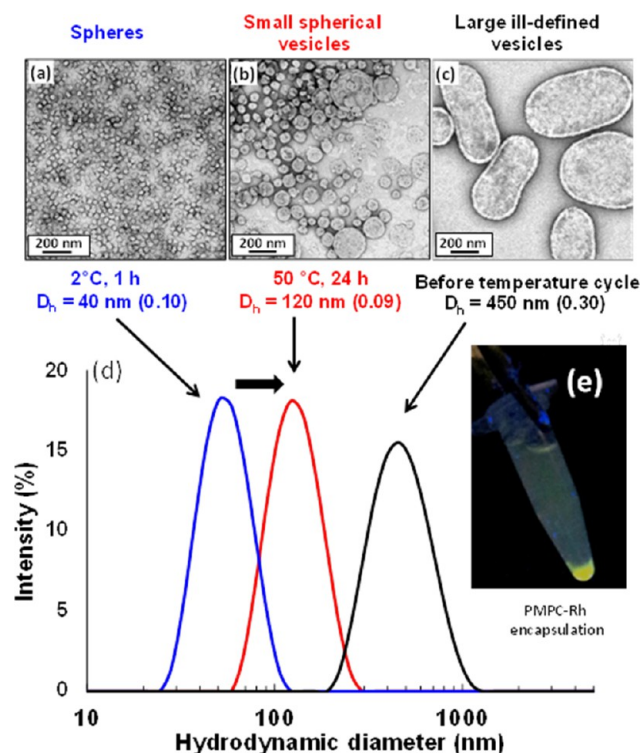 Spheres
Small spherical
vesicles
Large ill-defined
vesicles
(a)
(b)
(c)
200 nm
200 nm
200 nm
2°C, 1 h
Dₕ = 40 nm (0.10)
50 °C, 24 h
Dₕ = 120 nm (0.09)
Before temperature cycle
Dₕ = 450 nm (0.30)
(d)
(e)
20
15
10
5
0
Intensity (%)
10
100
1000
Hydrodynamic diameter (nm)
PMPC-Rh
encapsulation